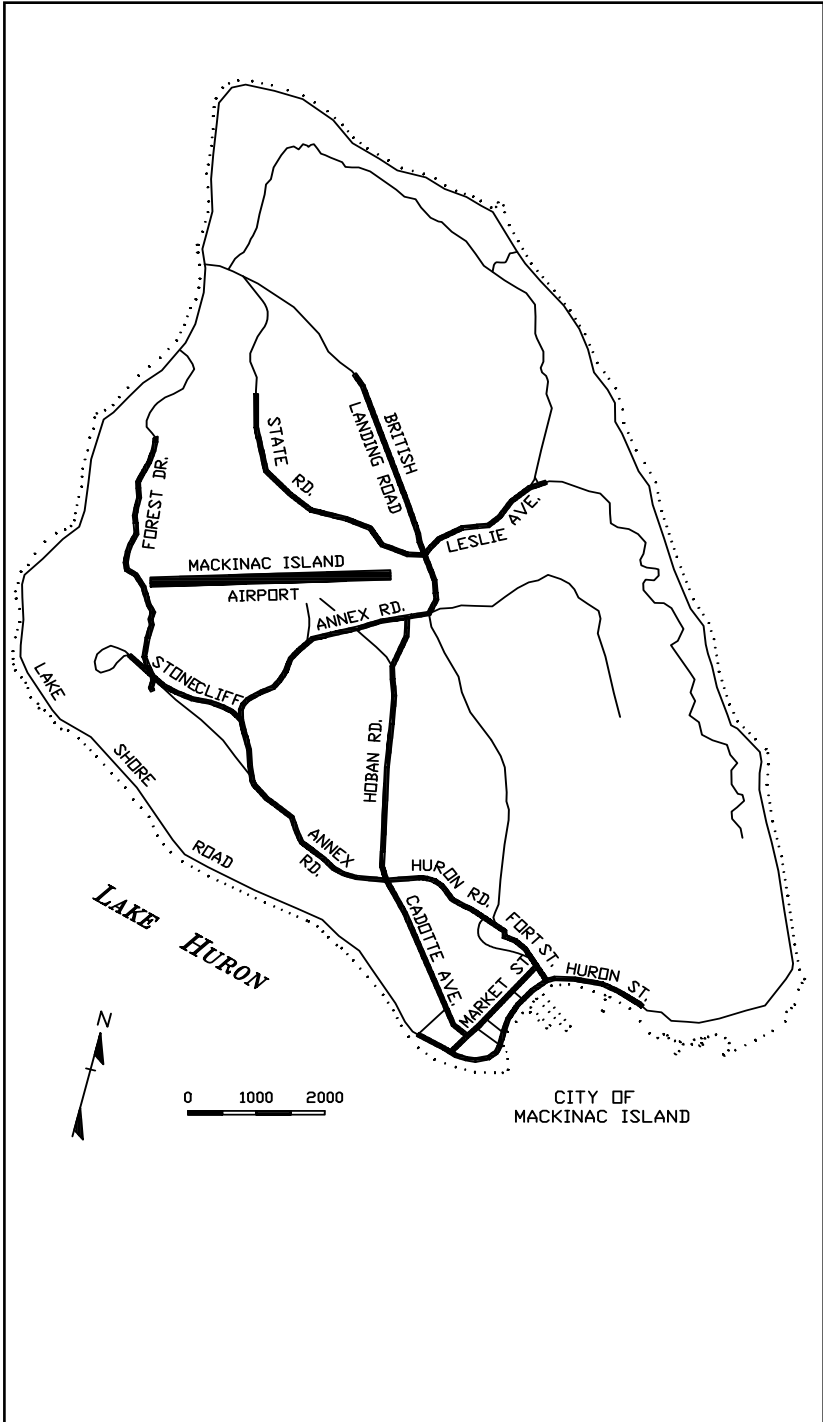 BRITISH
LANDING ROAD
STATE RD.
FOREST DR.
LESLIE AVE.
MACKINAC ISLAND
AIRPORT
ANNEX RD.
STONECLIFF
LAKE SHORE ROAD
HOBAN RD.
ANNEX
RD.
HURON RD.
CADOTTE AVE.
FORT ST.
MARKET ST.
HURON ST.
LAKE HURON
N
0 1000 2000
CITY OF
MACKINAC ISLAND